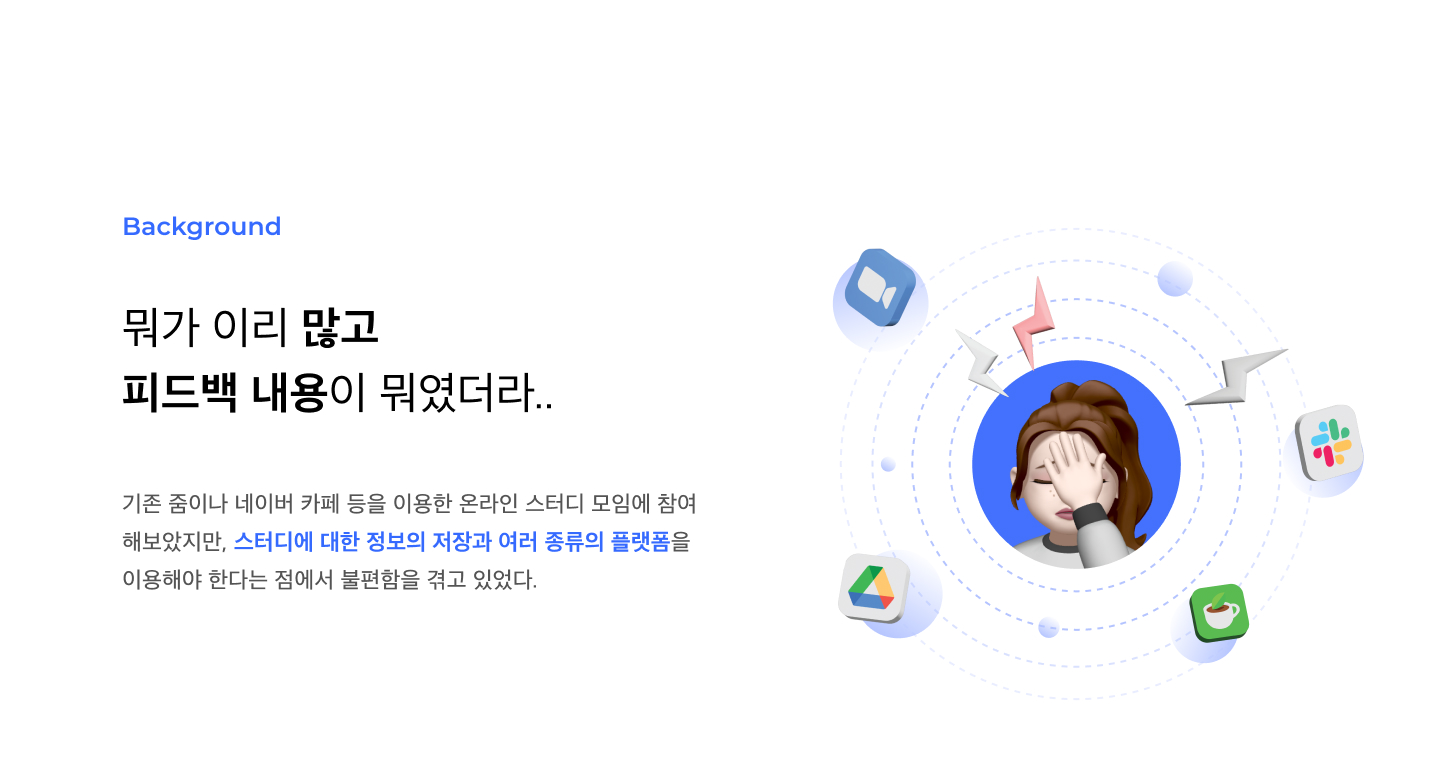 Background
뭐가 이리 많고
피드백 내용이 뭐였더라..
기존 줌이나 네이버 카페 등을 이용한 온라인 스터디 모임에 참여
해보았지만, 스터디에 대한 정보의 저장과 여러 종류의 플랫폼을
이용해야 한다는 점에서 불편함을 겪고 있었다.